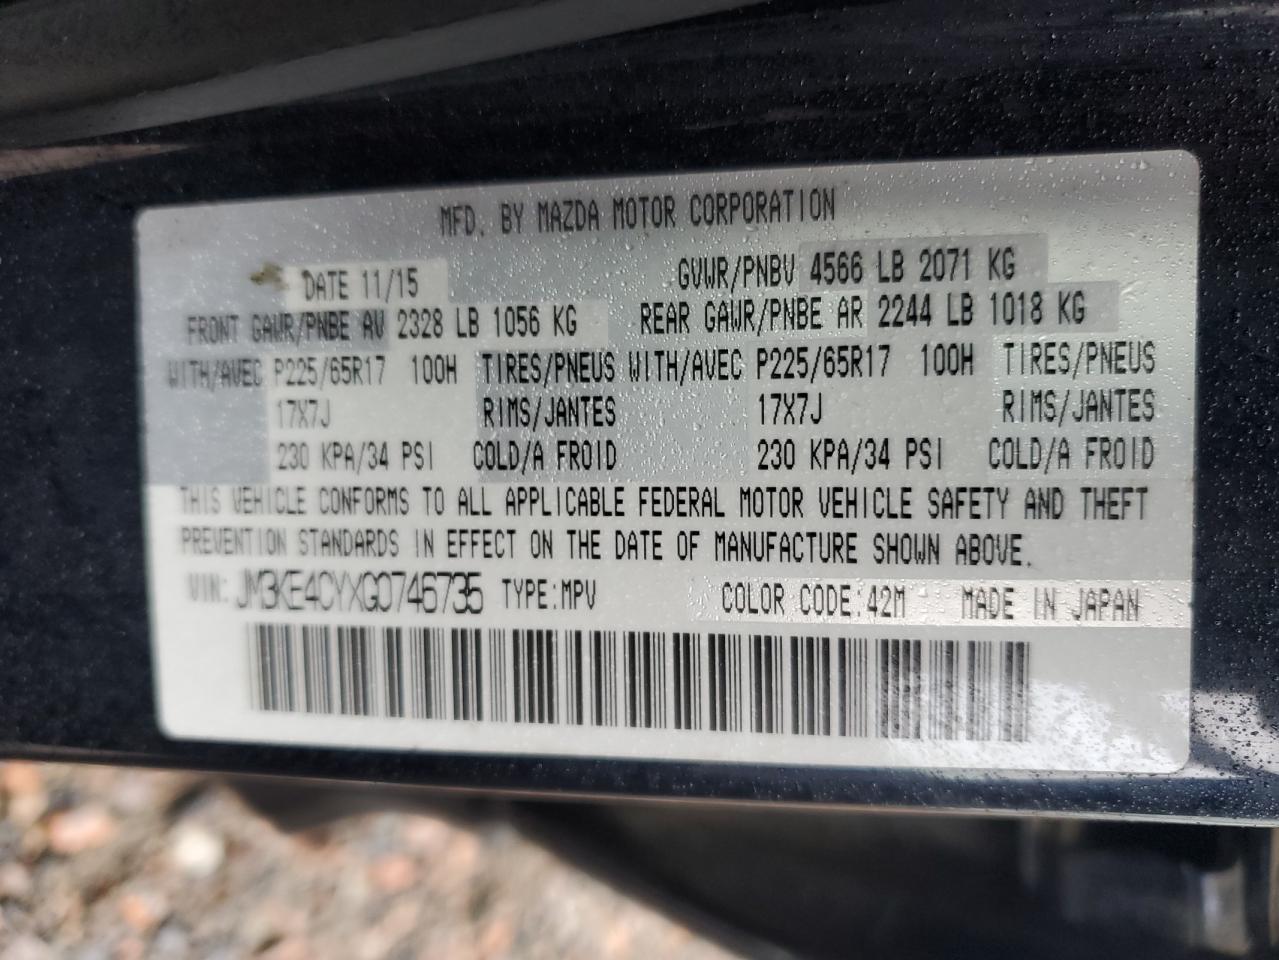 MFD. BY MAZDA MOTOR CORPORATION
DATE 11/15 GVWR/PNBV 4566 LB 2071 KG
FRONT GAWR/PNBE AV 2328 LB 1056 KG REAR GAWR/PNBE AR 2244 LB 1018 KG
WITH/AVEC P225/65R17 100H TIRES/PNEUS WITH/AVEC P225/65R17 100H TIRES/PNEUS
17X7J RIMS/JANTES 17X7J RIMS/JANTES
230 KPA/34 PSI COLD/A FROID 230 KPA/34 PSI COLD/A FROID
THIS VEHICLE CONFORMS TO ALL APPLICABLE FEDERAL MOTOR VEHICLE SAFETY AND THEFT
PREVENTION STANDARDS IN EFFECT ON THE DATE OF MANUFACTURE SHOWN ABOVE.
VIN: JM3KE4CYXG0746735 TYPE:MPV COLOR CODE:42M MADE IN JAPAN